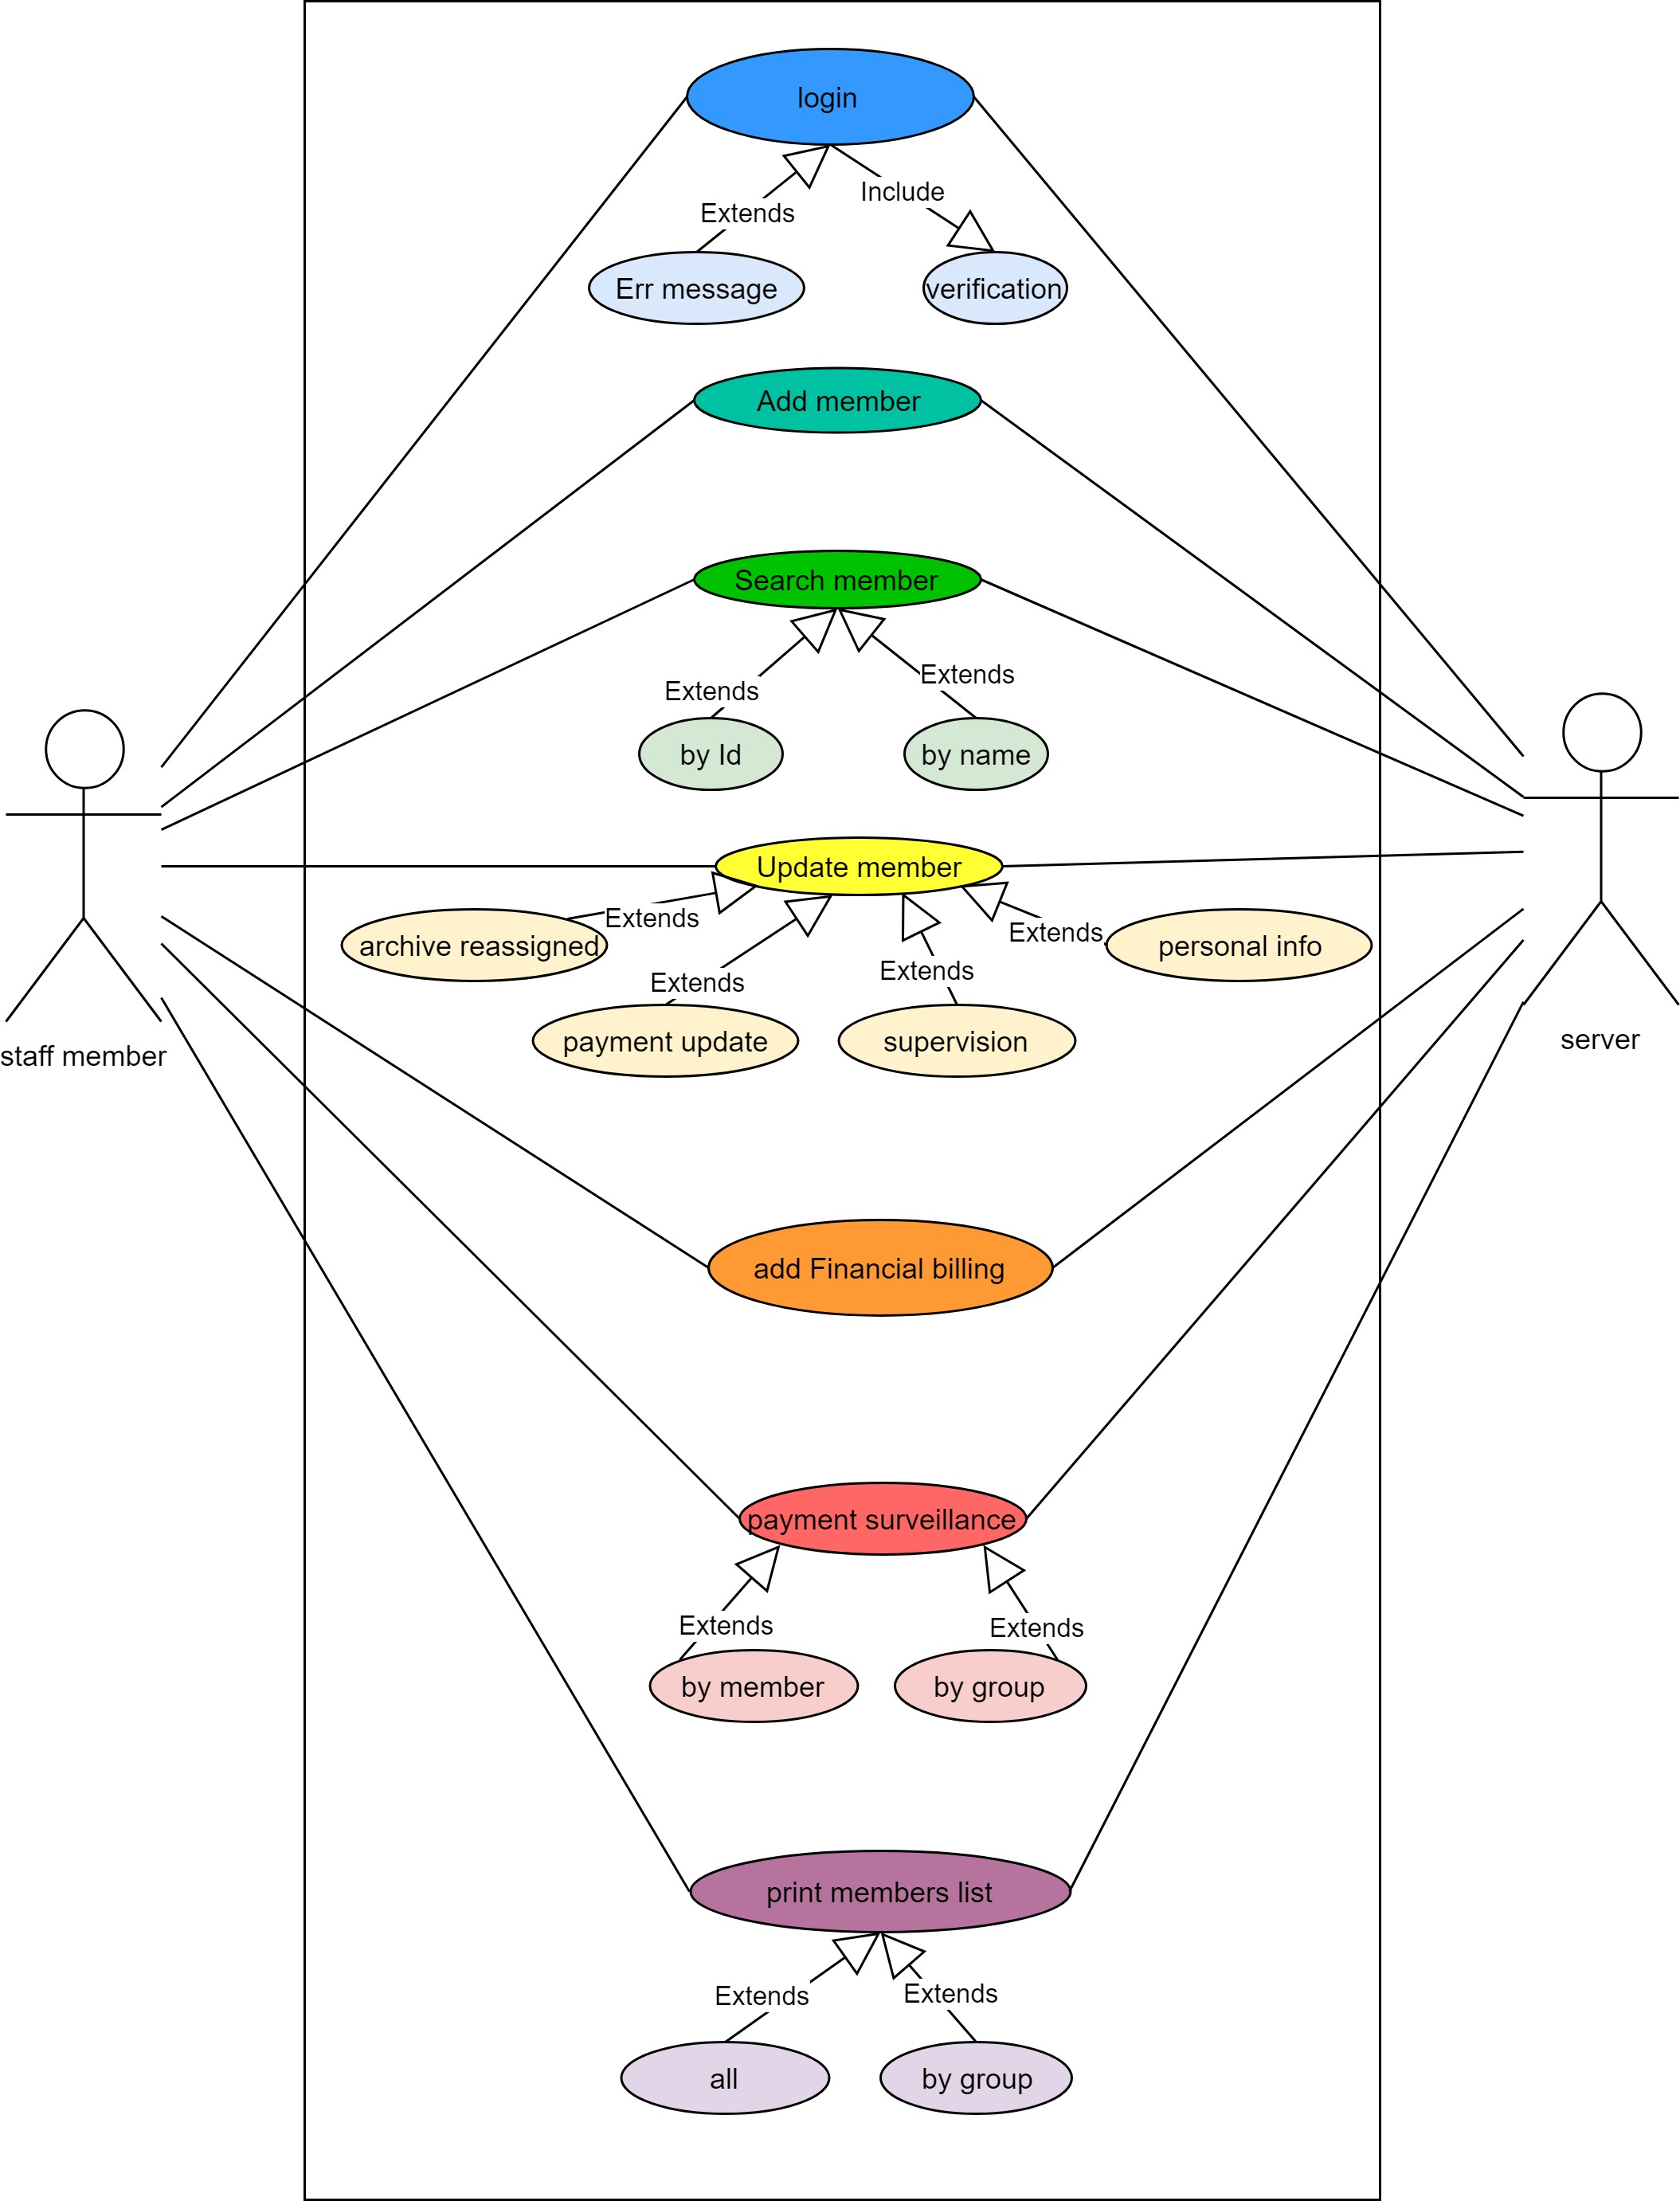 login
Include
Extends
Err message
verification
Add member
Search member
Extends
Extends
by Id
by name
Update member
Extends
Extends
archive reassigned
personal info
Extends
Extends
payment update
supervision
server
staff member
add Financial billing
payment surveillance
Extends
Extends
by member
by group
print members list
Extends
Extends
all
by group